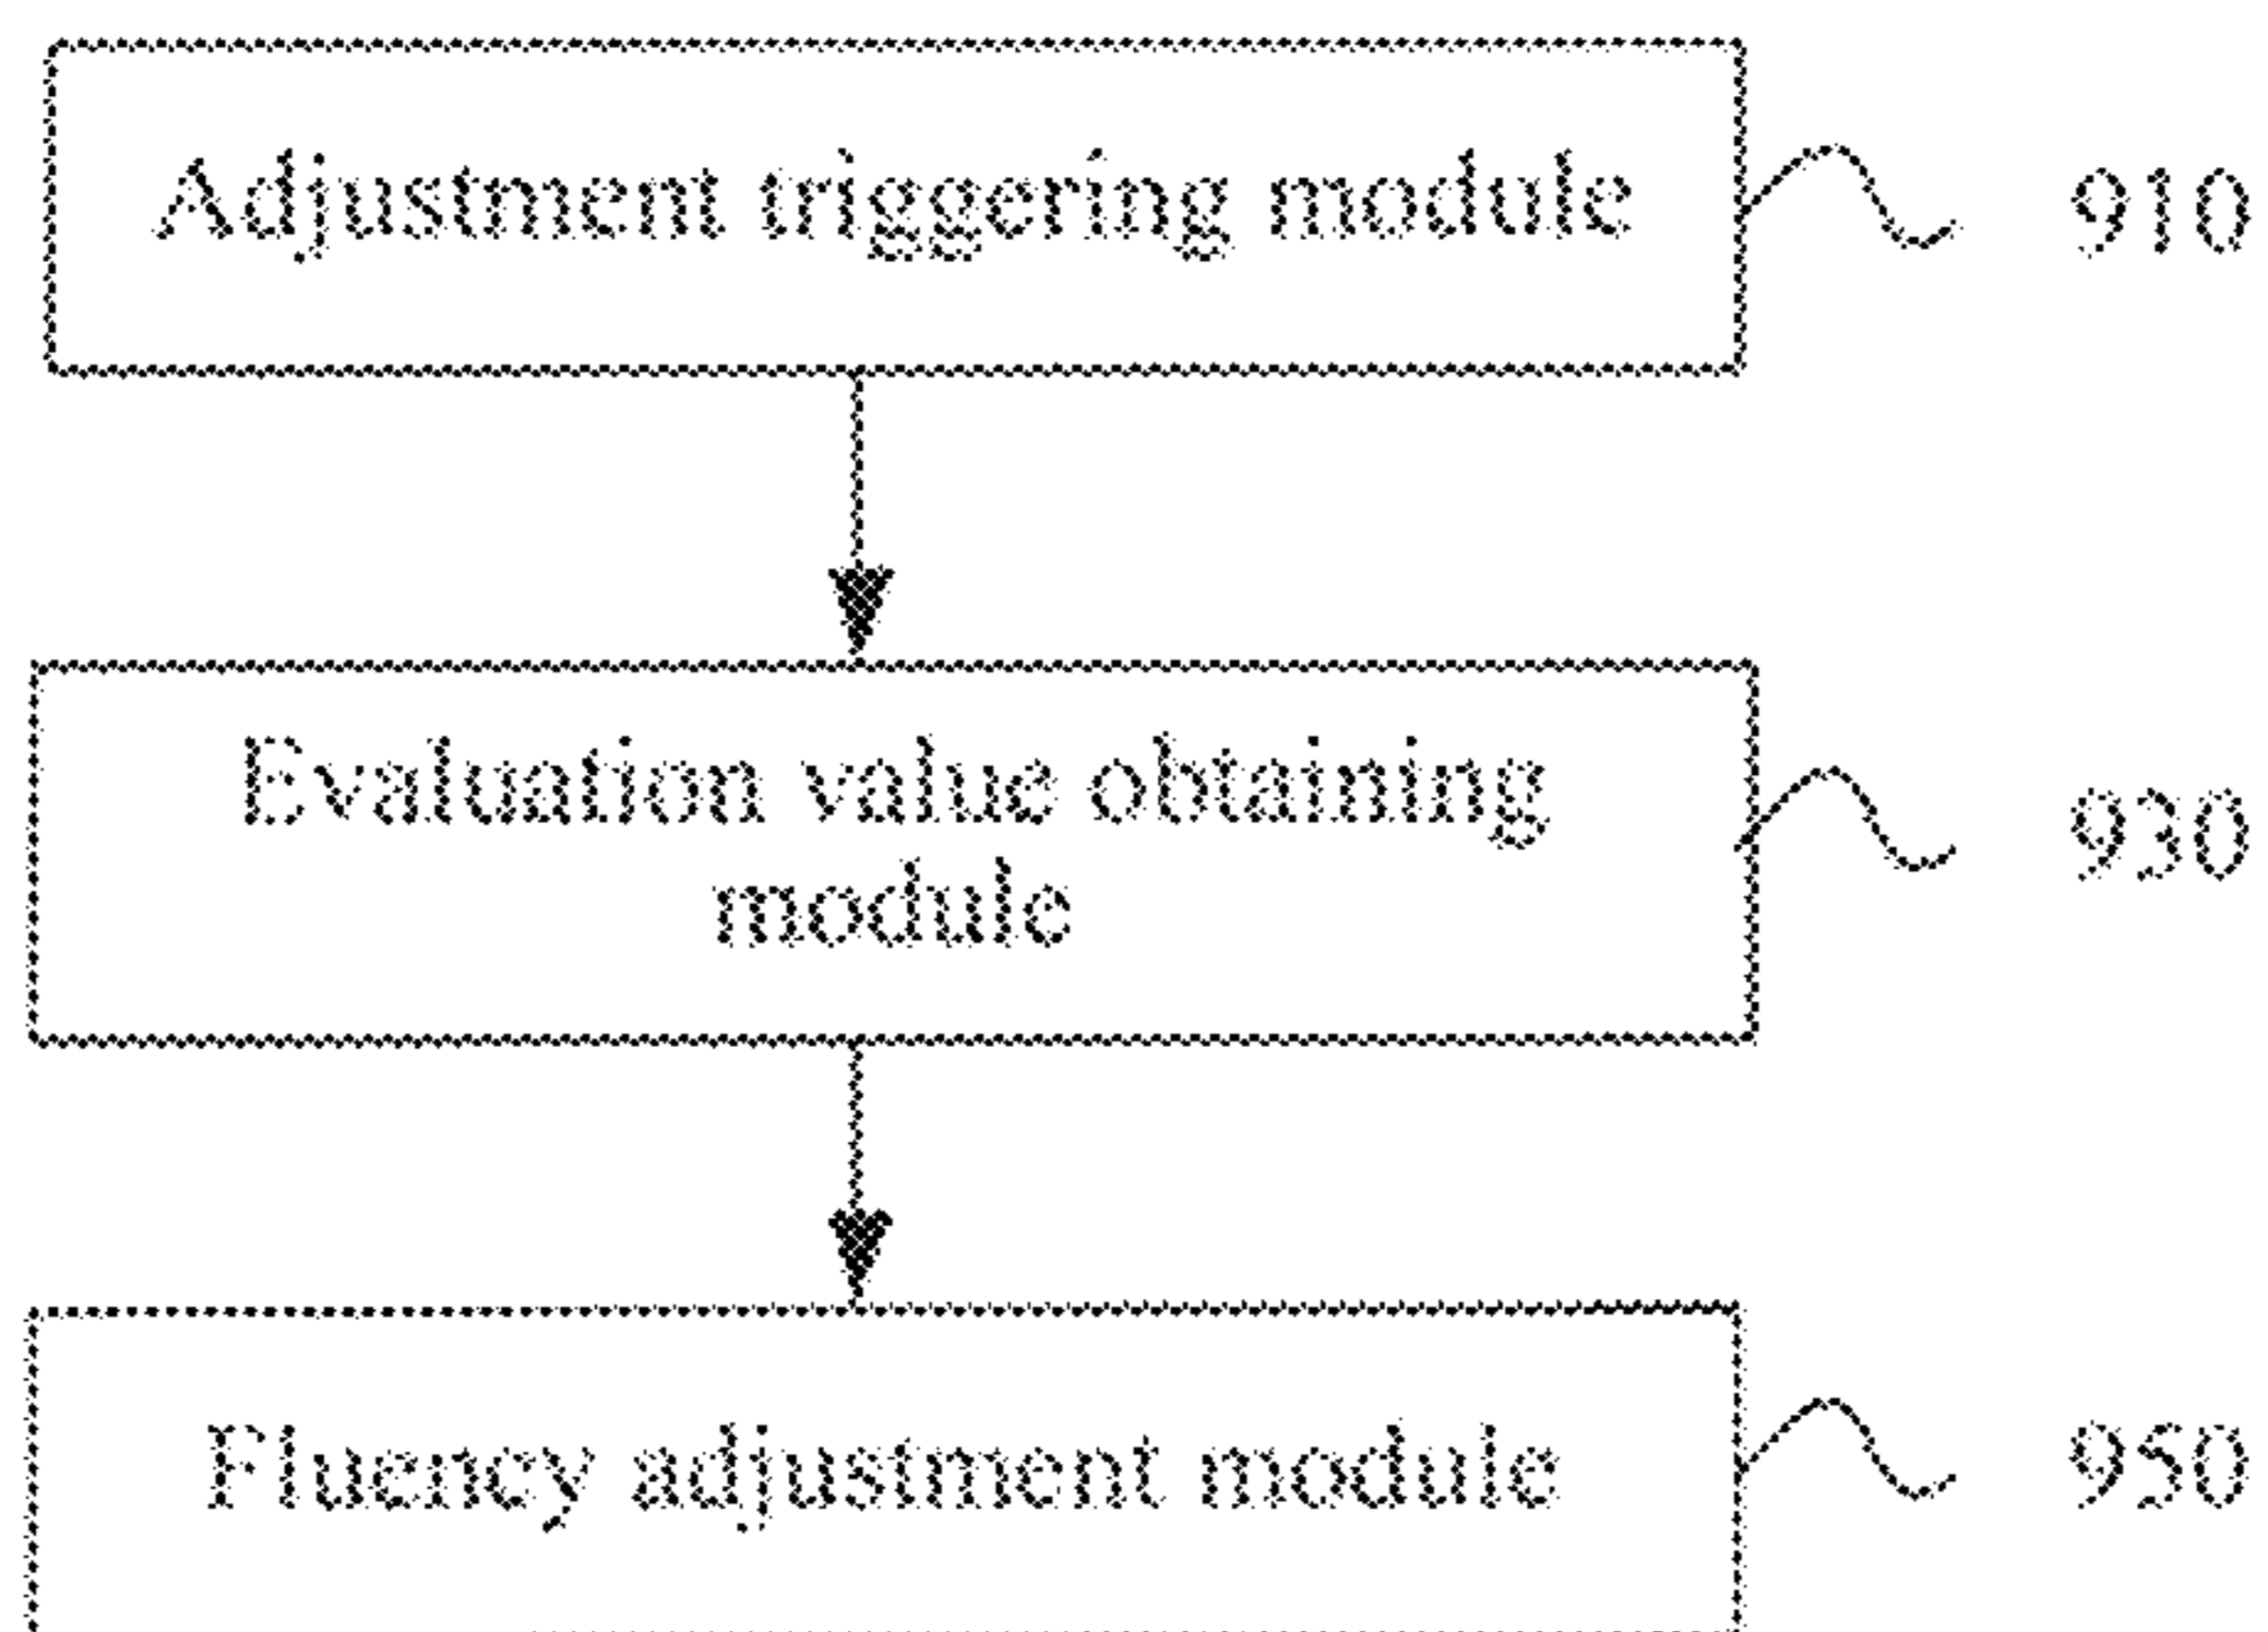 Adjustment triggering module
910
Evaluation value obtaining
module
930
Fluency adjustment module
950